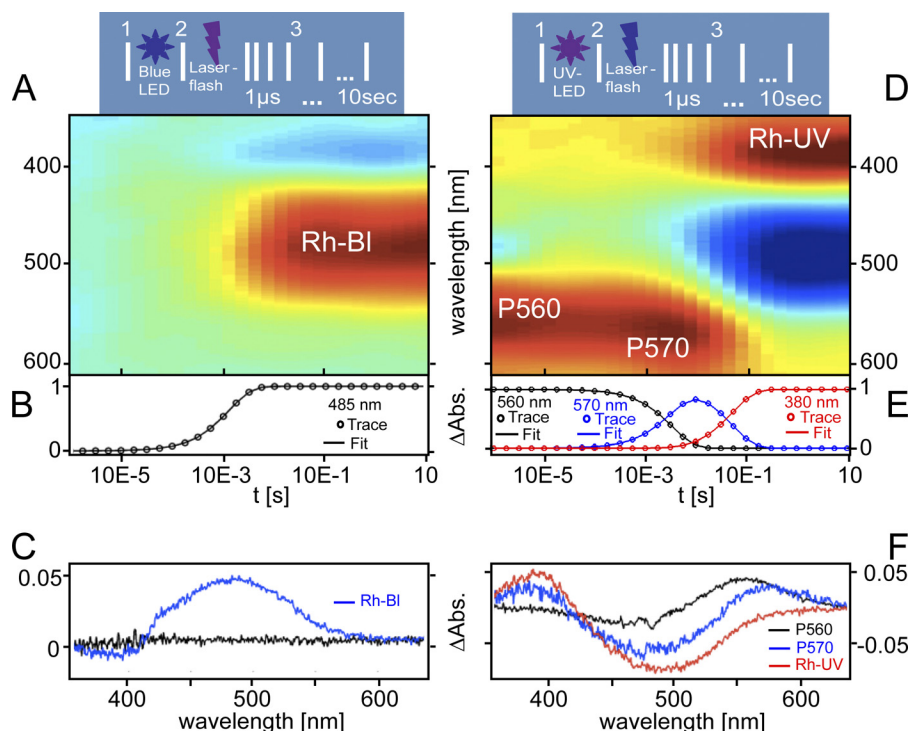 A
1 2 3
Blue LED
Laser-flash
1µs ... 10sec
400
500
600
Rh-Bl
B
1
0
485 nm
Trace
Fit
10E-5 10E-3 10E-1 10
t [s]
C
0.05
0
Rh-Bl
400 500 600
wavelength [nm]
D
1 2 3
UV-LED
Laser-flash
1µs ... 10sec
wavelength [nm]
400
500
600
Rh-UV
P560
P570
E
ΔAbs.
1
0
560 nm
Trace
Fit
570 nm
Trace
Fit
380 nm
Trace
Fit
10E-5 10E-3 10E-1 10
t [s]
F
ΔAbs.
0.05
-0.05
P560
P570
Rh-UV
400 500 600
wavelength [nm]